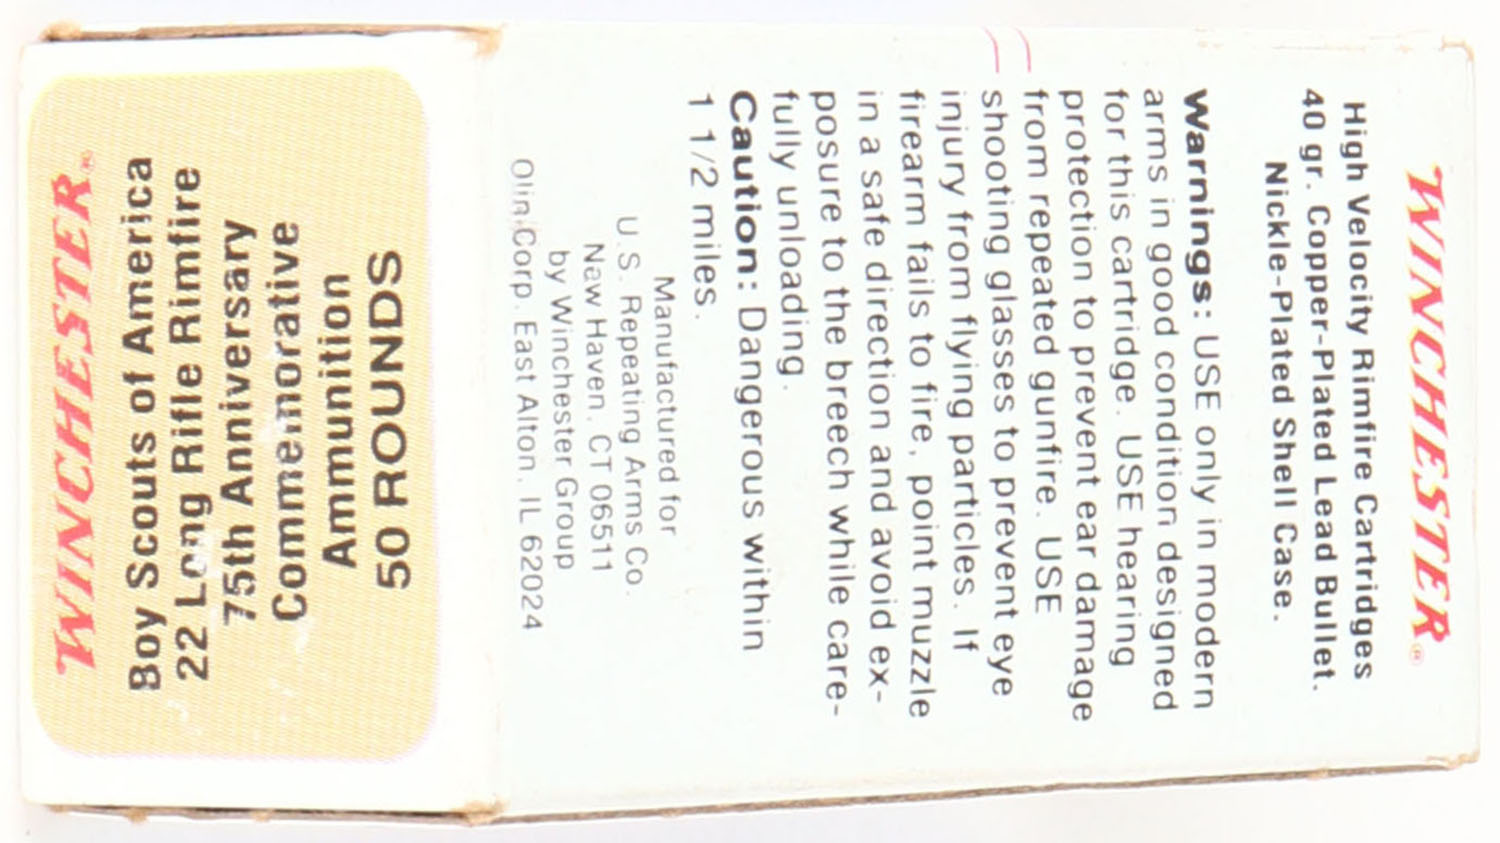 WINCHESTER®
Boy Scouts of America
22 Long Rifle Rimfire
75th Anniversary
Commemorative
Ammunition
50 ROUNDS
WINCHESTER®
High Velocity Rimfire Cartridges
40 gr. Copper-Plated Lead Bullet.
Nickle-Plated Shell Case.
Warnings: USE only in modern
arms in good condition designed
for this cartridge. USE hearing
protection to prevent ear damage
from repeated gunfire. USE
shooting glasses to prevent eye
injury from flying particles. If
firearm fails to fire, point muzzle
in a safe direction and avoid ex-
posure to the breech while care-
fully unloading.
Caution: Dangerous within
1 1/2 miles.
Manufactured for
U.S. Repeating Arms Co.
New Haven, CT 06511
by Winchester Group
Olin Corp. East Alton, IL 62024